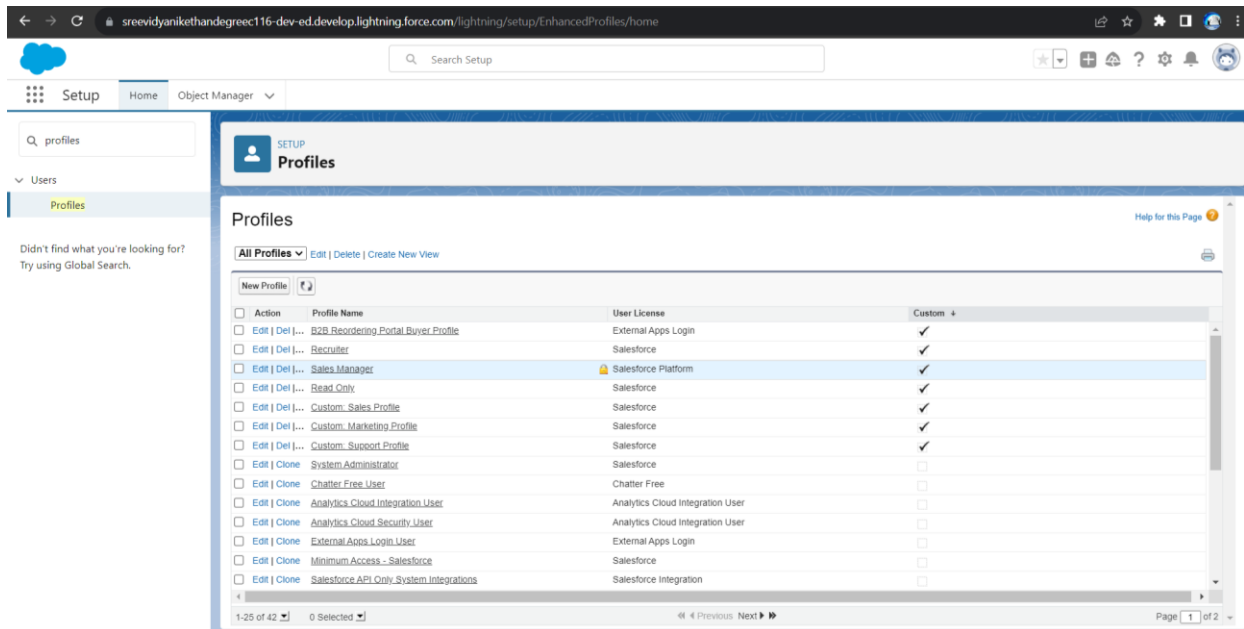 sreevidyanikethandegreec116-dev-ed.develop.lightning.force.com/lightning/setup/EnhancedProfiles/home
Search Setup
Setup Home Object Manager
profiles
Users
Profiles
Didn't find what you're looking for?
Try using Global Search.
SETUP
Profiles
Profiles
Help for this Page
All Profiles Edit | Delete | Create New View
New Profile
Action Profile Name User License Custom
Edit | Del |... B2B Reordering Portal Buyer Profile External Apps Login
Edit | Del |... Recruiter Salesforce
Edit | Del |... Sales Manager Salesforce Platform
Edit | Del |... Read Only Salesforce
Edit | Del |... Custom: Sales Profile Salesforce
Edit | Del |... Custom: Marketing Profile Salesforce
Edit | Del |... Custom: Support Profile Salesforce
Edit | Clone System Administrator Salesforce
Edit | Clone Chatter Free User Chatter Free
Edit | Clone Analytics Cloud Integration User Analytics Cloud Integration User
Edit | Clone Analytics Cloud Security User Analytics Cloud Integration User
Edit | Clone External Apps Login User External Apps Login
Edit | Clone Minimum Access - Salesforce Salesforce
Edit | Clone Salesforce API Only System Integrations Salesforce Integration
1-25 of 42 0 Selected Previous Next Page 1 of 2